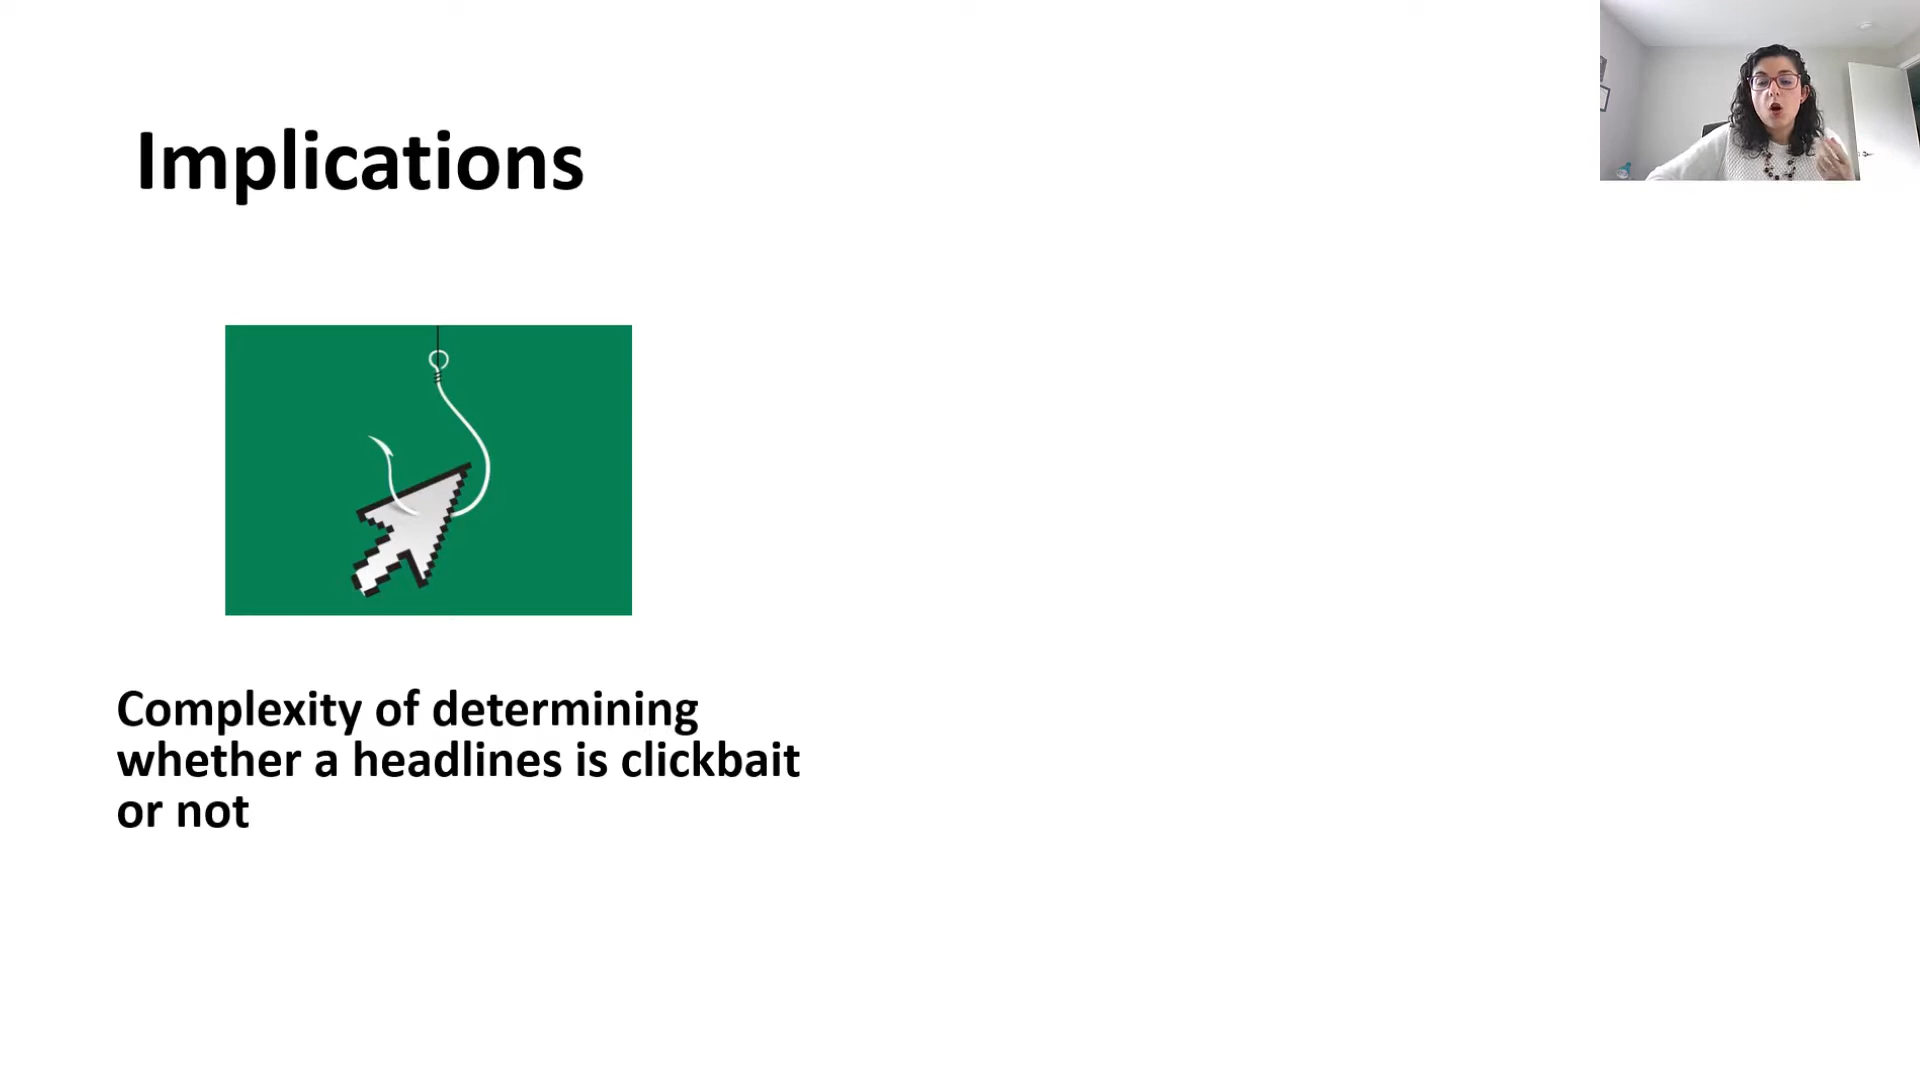 Implications
Complexity of determining
whether a headlines is clickbait
or not